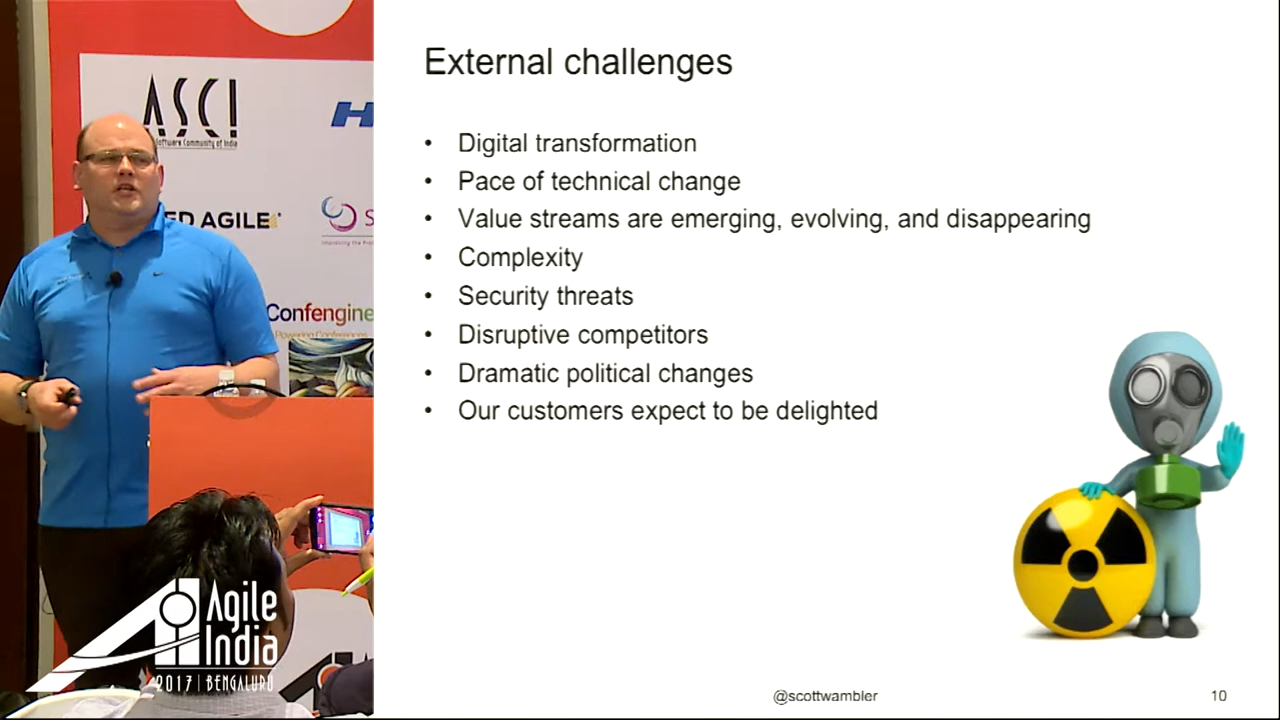 ASCI
Software Community of India
ED AGILE
Confengine
Powering Conferences
Agile
India
2017 | BENGALURU
External challenges
• Digital transformation
• Pace of technical change
• Value streams are emerging, evolving, and disappearing
• Complexity
• Security threats
• Disruptive competitors
• Dramatic political changes
• Our customers expect to be delighted
@scottwambler
10